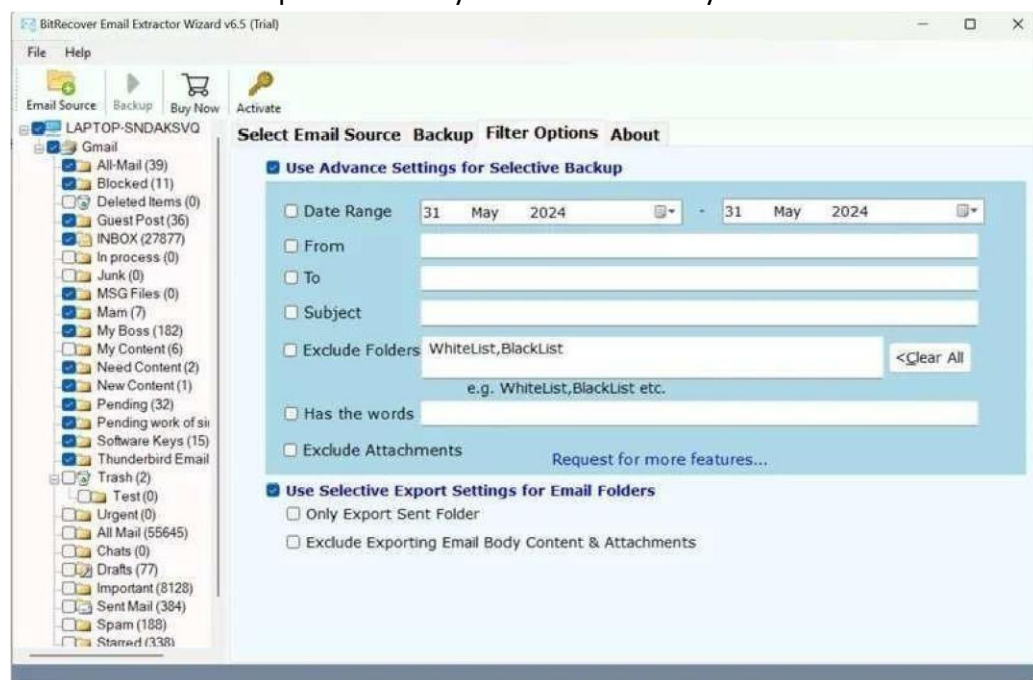 BitRecover Email Extractor Wizard v6.5 (Trial)
File Help
Email Source Backup Buy Now Activate
LAPTOP-SNDAKSVQ
Gmail
All-Mail (39)
Blocked (11)
Deleted Items (0)
Guest Post (36)
INBOX (27877)
In process (0)
Junk (0)
MSG Files (0)
Mam (7)
My Boss (182)
My Content (6)
Need Content (2)
New Content (1)
Pending (32)
Pending work of
Software Keys (15)
Thunderbird Email
Trash (2)
Test (0)
Urgent (0)
All Mail (55645)
Chats (0)
Drafts (77)
Important (8128)
Sent Mail (384)
Spam (188)
Starred (338)
Select Email Source Backup Filter Options About
Use Advance Settings for Selective Backup
Date Range 31 May 2024 - 31 May 2024
From
To
Subject
Exclude Folders WhiteList,BlackList <Clear All
e.g. WhiteList,BlackList etc.
Has the words
Exclude Attachments
Request for more features...
Use Selective Export Settings for Email Folders
Only Export Sent Folder
Exclude Exporting Email Body Content & Attachments